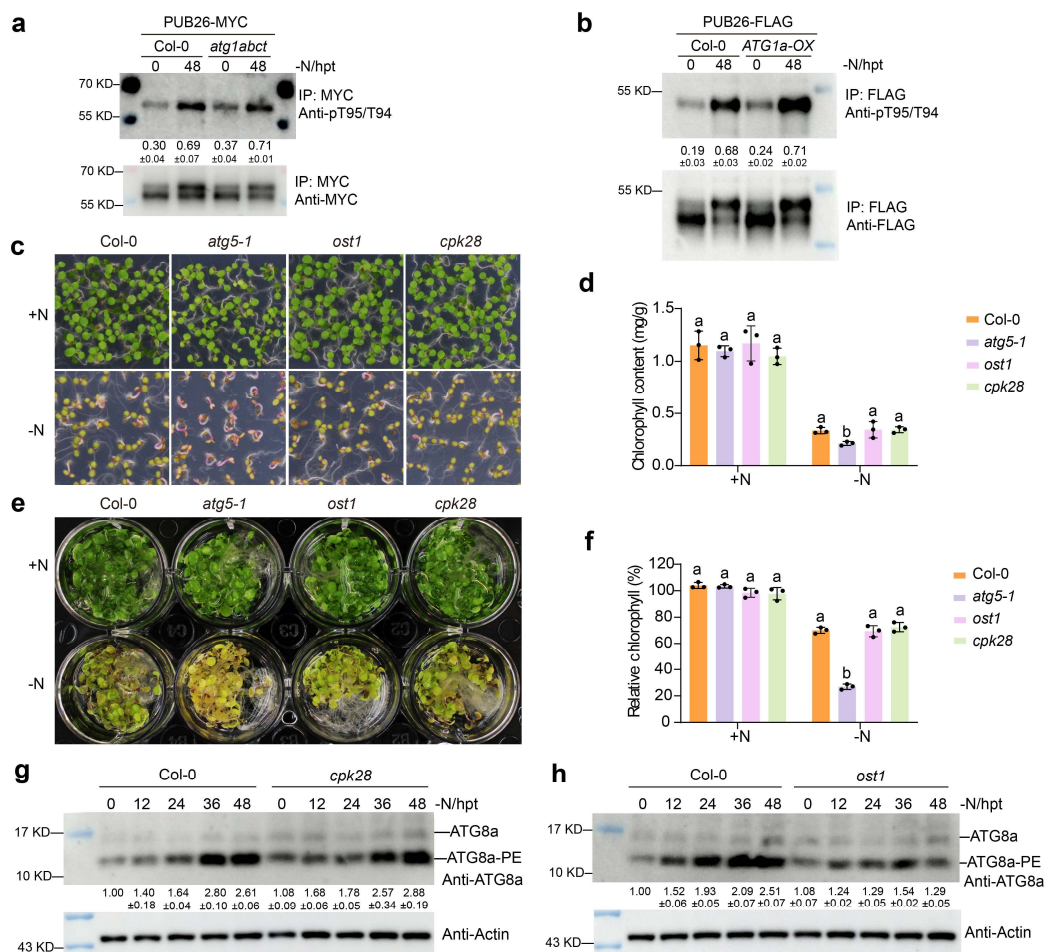 a
PUB26-MYC
Col-0 atg1abct
0 48 0 48 -N/hpt
70 KD
55 KD
IP: MYC
Anti-pT95/T94
0.30 0.69 0.37 0.71
±0.04 ±0.07 ±0.04 ±0.01
70 KD
55 KD
IP: MYC
Anti-MYC
b
PUB26-FLAG
Col-0 ATG1a-OX
0 48 0 48 -N/hpt
55 KD
IP: FLAG
Anti-pT95/T94
0.19 0.68 0.24 0.71
±0.03 ±0.03 ±0.02 ±0.02
55 KD
IP: FLAG
Anti-FLAG
c
Col-0 atg5-1 ost1 cpk28
+N
-N
d
Chlorophyll content (mg/g)
1.5
1.0
0.5
0.0
a a a a
a b a a
+N -N
Col-0
atg5-1
ost1
cpk28
e
Col-0 atg5-1 ost1 cpk28
+N
-N
f
Relative chlorophyll (%)
120
100
80
60
40
20
0
a a a a
a b a a
+N -N
Col-0
atg5-1
ost1
cpk28
g
Col-0 cpk28
0 12 24 36 48 0 12 24 36 48 -N/hpt
17 KD
ATG8a
ATG8a-PE
10 KD
Anti-ATG8a
1.00 1.40 1.64 2.80 2.61 1.08 1.68 1.78 2.57 2.88
±0.18 ±0.04 ±0.10 ±0.06 ±0.09 ±0.06 ±0.05 ±0.34 ±0.19
43 KD
Anti-Actin
h
Col-0 ost1
0 12 24 36 48 0 12 24 36 48 -N/hpt
17 KD
ATG8a
ATG8a-PE
10 KD
Anti-ATG8a
1.00 1.52 1.93 2.09 2.51 1.08 1.24 1.29 1.54 1.29
±0.06 ±0.05 ±0.07 ±0.07 ±0.07 ±0.02 ±0.05 ±0.02 ±0.05
43 KD
Anti-Actin